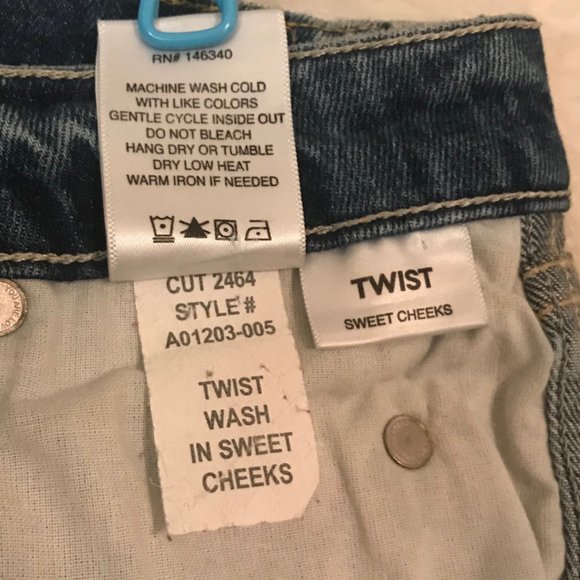 RN# 146340
MACHINE WASH COLD
WITH LIKE COLORS
GENTLE CYCLE INSIDE OUT
DO NOT BLEACH
HANG DRY OR TUMBLE
DRY LOW HEAT
WARM IRON IF NEEDED
CUT 2464
STYLE #
A01203-005
TWIST
WASH
IN SWEET
CHEEKS
TWIST
SWEET CHEEKS